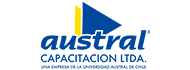 austral
CAPACITACION LTDA.
UNA EMPRESA DE LA UNIVERSIDAD AUSTRAL DE CHILE